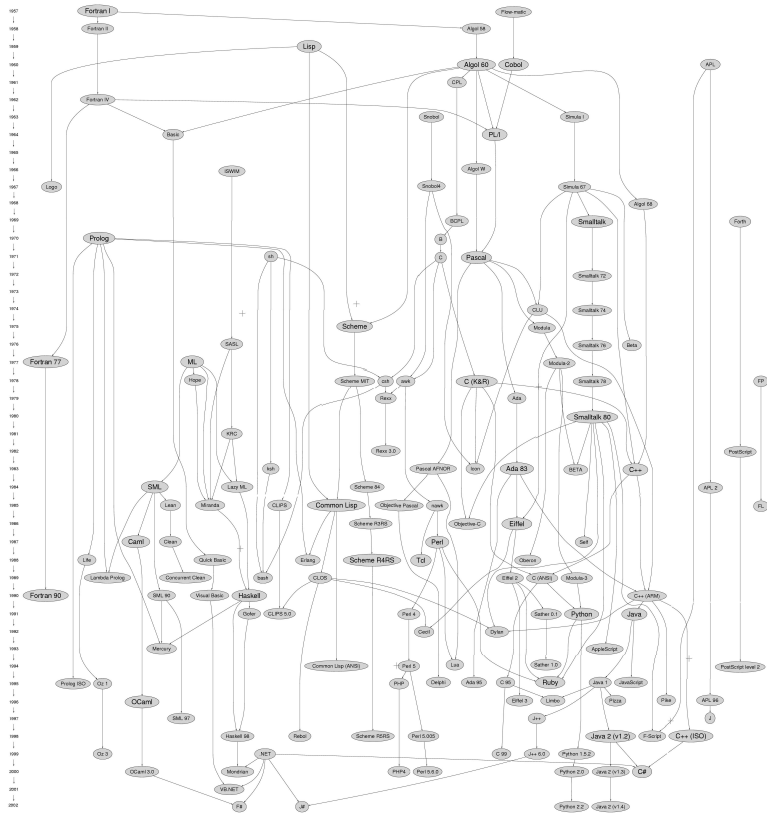 1957 Fortran I Flow-matic
1958 Fortran II Algol 58
1959 Lisp
1960 Algol 60 Cobol APL
CPL
1962 Fortran IV
1963 Snobol Simula I
1964 Basic PL/I
ISWIM Algol W
1967 Logo Snobol4 Simula 67
1968 Algol 68
1969 BCPL Smalltalk Forth
1970 Prolog B
1971 sh C Pascal
1972 Smalltalk 72
1973
1974 CLU Smalltalk 74
1975 Scheme Modula
1976 SASL Smalltalk 76 Beta
1977 Fortran 77 ML Modula-2
1978 Hope Scheme MIT csh awk C (K&R) Smalltalk 78 FP
1979 Rexx Ada
1980 Smalltalk 80
1981 KRC
1982 Rexx 3.0 PostScript
1983 ksh Pascal AFNOR Icon Ada 83 BETA C++
1984 SML Lazy ML Scheme 84 APL 2
1985 Lean Miranda CLIPS Common Lisp Objective Pascal nawk FL
1986 Scheme R3RS Objective-C Eiffel
1987 Caml Clean Perl Self
1988 Life Quick Basic Erlang Scheme R4RS Tcl Oberon
1989 Lambda Prolog Concurrent Clean bash CLOS Eiffel 2 C (ANSI) Modula-3
1990 Fortran 90 SML 90 Visual Basic Haskell C++ (ARM)
1991 Gofer CLIPS 5.0 Perl 4 Sather 0.1 Python Java
1992 Cecil Dylan
1993 Mercury AppleScript
1994 Common Lisp (ANSI) Perl 5 Lua Sather 1.0 PostScript level 2
1995 Prolog ISO Oz 1 PHP Delphi Ada 95 C 95 Ruby Java 1 JavaScript
1996 OCaml Eiffel 3 Limbo Pizza Pike APL 96
1997 SML 97 J++ J
1998 Haskell 98 Rebol Scheme R5RS Perl 5.005 Java 2 (v1.2) F-Script C++ (ISO)
1999 Oz 3 .NET C 99 J++ 6.0 Python 1.5.2
2000 OCaml 3.0 Mondrian PHP4 Perl 5.6.0 Python 2.0 Java 2 (v1.3) C#
2001 VB.NET
2002 F# J# Python 2.2 Java 2 (v1.4)